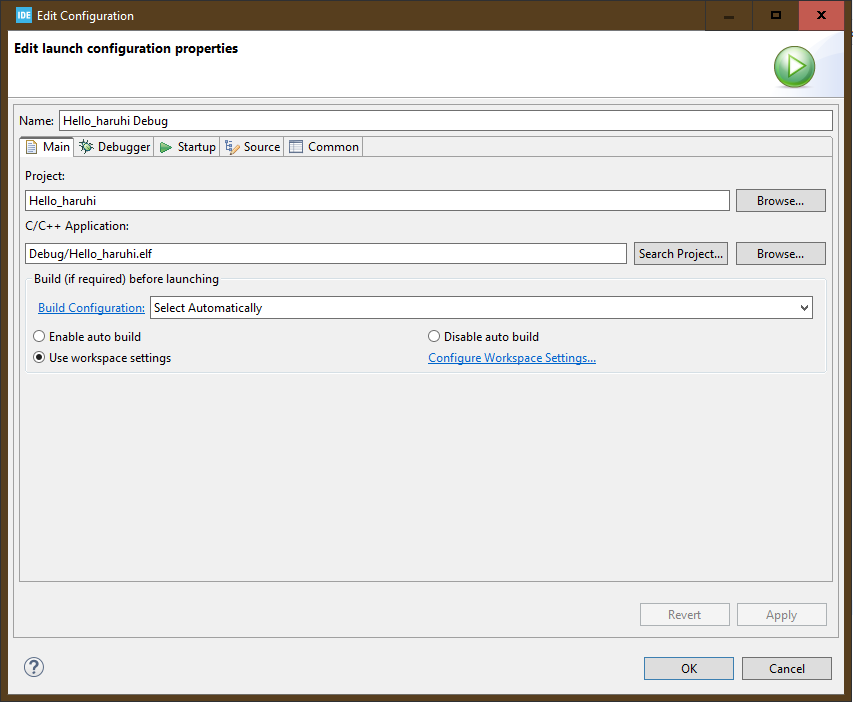 IDE Edit Configuration
Edit launch configuration properties
Name: Hello_haruhi Debug
Main Debugger Startup Source Common
Project:
Hello_haruhi Browse...
C/C++ Application:
Debug/Hello_haruhi.elf Search Project... Browse...
Build (if required) before launching
Build Configuration: Select Automatically
Enable auto build Disable auto build
Use workspace settings Configure Workspace Settings...
Revert Apply
? OK Cancel